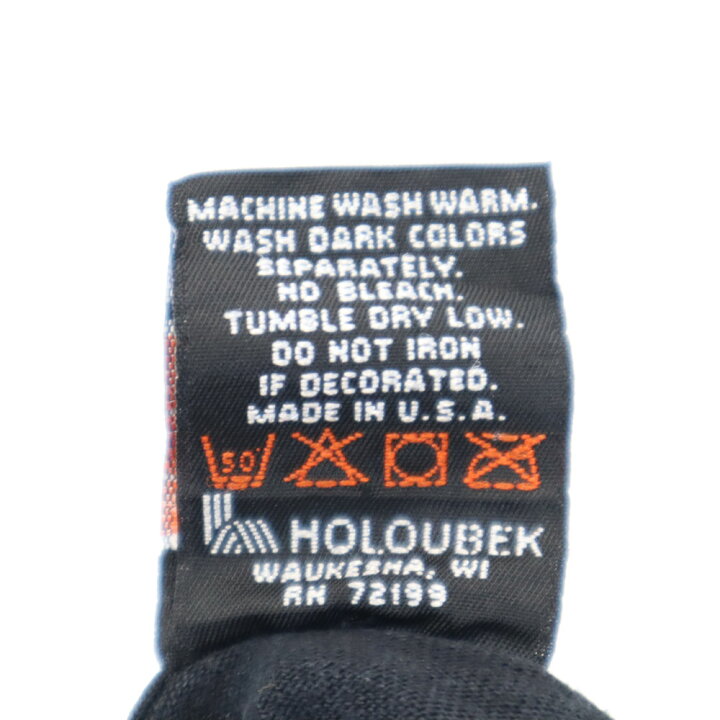 MACHINE WASH WARM.
WASH DARK COLORS
SEPARATELY.
NO BLEACH.
TUMBLE DRY LOW.
DO NOT IRON
IF DECORATED.
MADE IN U.S.A.
50°
HOLOUBEK
WAUKESHA, WI
RN 72199